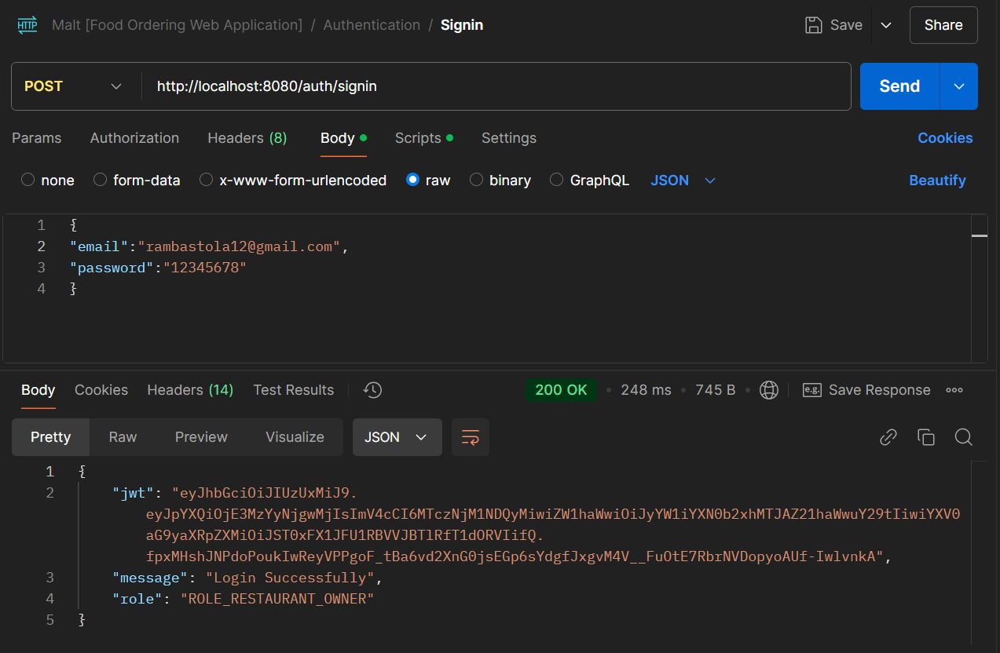 HTTP Malt [Food Ordering Web Application] / Authentication / Signin Save Share
POST http://localhost:8080/auth/signin Send
Params Authorization Headers (8) Body Scripts Settings Cookies
none form-data x-www-form-urlencoded raw binary GraphQL JSON Beautify
1 {
2 "email":"rambastola12@gmail.com",
3 "password":"12345678"
4 }
Body Cookies Headers (14) Test Results 200 OK 248 ms 745 B e.g. Save Response
Pretty Raw Preview Visualize JSON
1 {
2 "jwt": "eyJhbGciOiJIUzUxMiJ9.
eyJpYXQiOjE3MzYyNjgwMjIsImV4cCI6MTczNjM1NDQyMiwiZW1haWwiOiJyYW1iYXN0b2xhMTJAZ21haWwuY29tIiwiYXV0
aG9yaXRpZXMiOiJST0xFX1JFU1RBVVJBTlRfT1dORVIifQ.
fpxMHshJNPdoPoukIwReyVPPgoF_tBa6vd2XnG0jsEGp6sYdgfJxgvM4V__FuOtE7RbrNVDopyoAUf-IwlvnkA",
3 "message": "Login Successfully",
4 "role": "ROLE_RESTAURANT_OWNER"
5 }